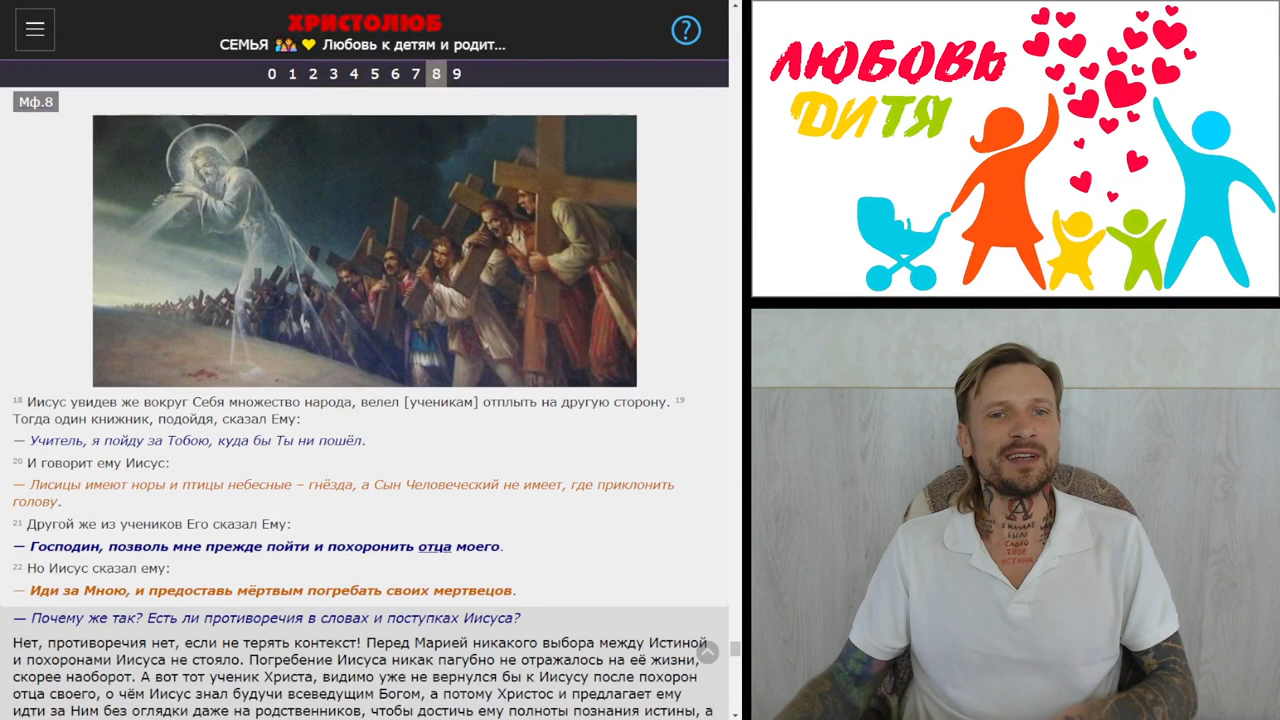 ХРИСТОЛЮБ
СЕМЬЯ 👫 💛 Любовь к детям и родит...
0 1 2 3 4 5 6 7 8 9
Мф.8
18 Иисус увидев же вокруг Себя множество народа, велел [ученикам] отплыть на другую сторону. 19
Тогда один книжник, подойдя, сказал Ему:
— Учитель, я пойду за Тобою, куда бы Ты ни пошёл.
20 И говорит ему Иисус:
— Лисицы имеют норы и птицы небесные – гнёзда, а Сын Человеческий не имеет, где приклонить
голову.
21 Другой же из учеников Его сказал Ему:
— Господин, позволь мне прежде пойти и похоронить отца моего.
22 Но Иисус сказал ему:
— Иди за Мною, и предоставь мёртвым погребать своих мертвецов.
— Почему же так? Есть ли противоречия в словах и поступках Иисуса?
Нет, противоречия нет, если не терять контекст! Перед Марией никакого выбора между Истиной
и похоронами Иисуса не стояло. Погребение Иисуса никак пагубно не отражалось на её жизни,
скорее наоборот. А вот тот ученик Христа, видимо уже не вернулся бы к Иисусу после похорон
отца своего, о чём Иисус знал будучи всеведущим Богом, а потому Христос и предлагает ему
идти за Ним без оглядки даже на родственников, чтобы достичь ему полноты познания истины, а
ЛЮБОВЬ
ДИТЯ
В НАЧАЛЕ
БЫЛО
СЛОВО
ТВОЁ
ИСТИНА